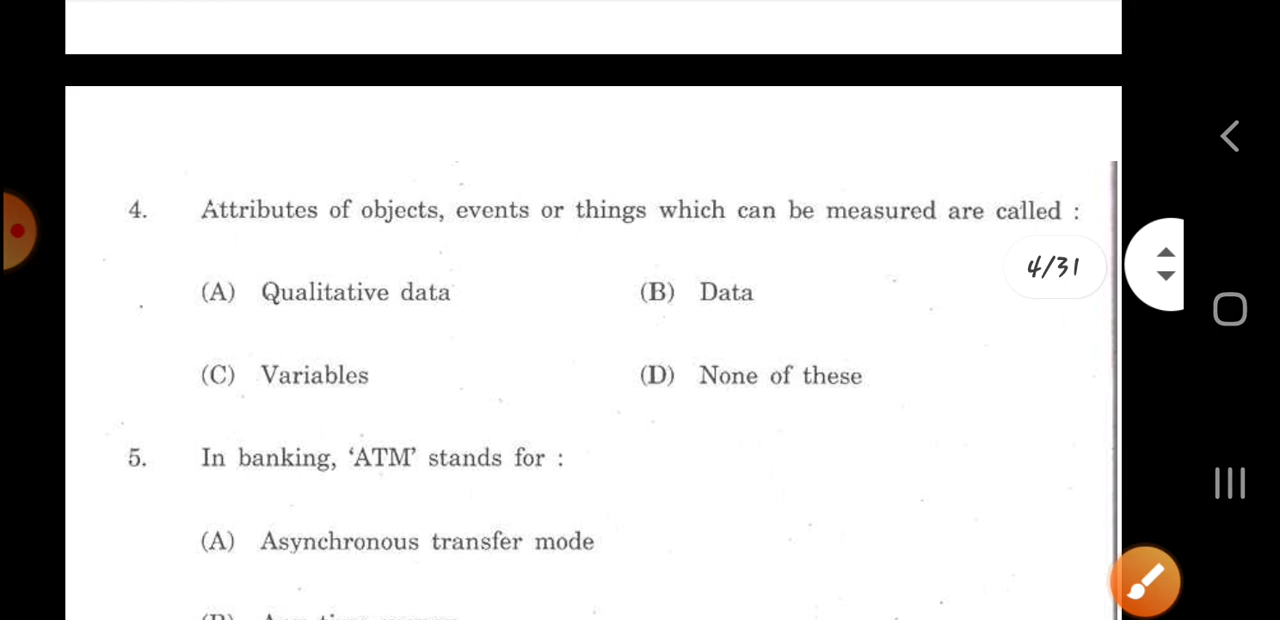 4. Attributes of objects, events or things which can be measured are called :
4/31
(A) Qualitative data (B) Data
(C) Variables (D) None of these
5. In banking, ‘ATM’ stands for :
(A) Asynchronous transfer mode